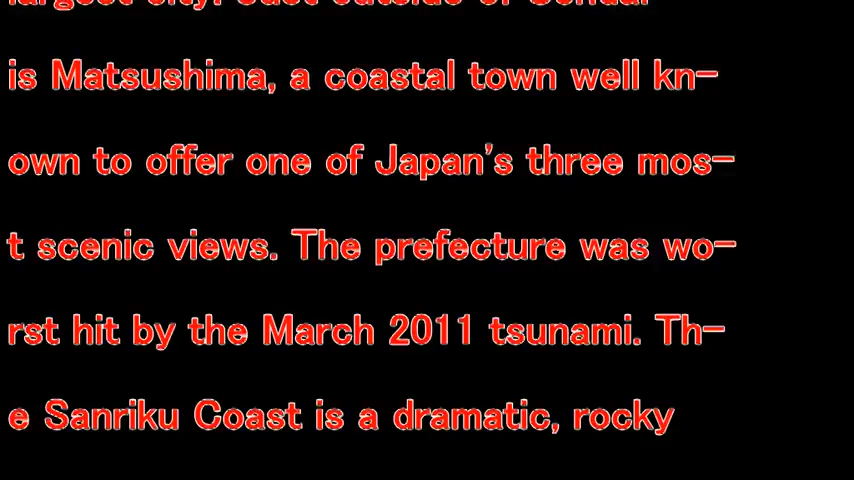 largest city. Just outside of Sendai
is Matsushima, a coastal town well kn-
own to offer one of Japan's three mos-
t scenic views. The prefecture was wo-
rst hit by the March 2011 tsunami. Th-
e Sanriku Coast is a dramatic, rocky